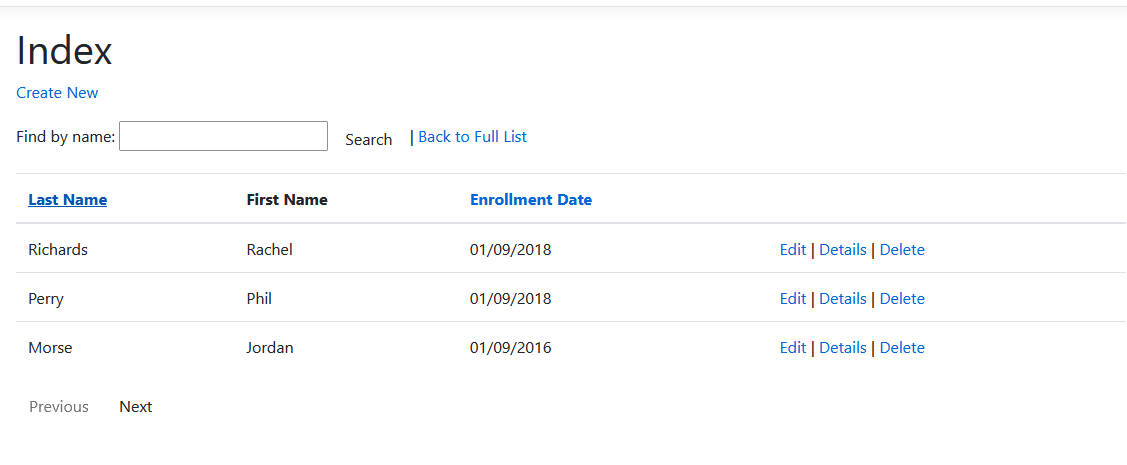 Index
Create New
Find by name: Search | Back to Full List
Last Name First Name Enrollment Date
Richards Rachel 01/09/2018 Edit | Details | Delete
Perry Phil 01/09/2018 Edit | Details | Delete
Morse Jordan 01/09/2016 Edit | Details | Delete
Previous Next